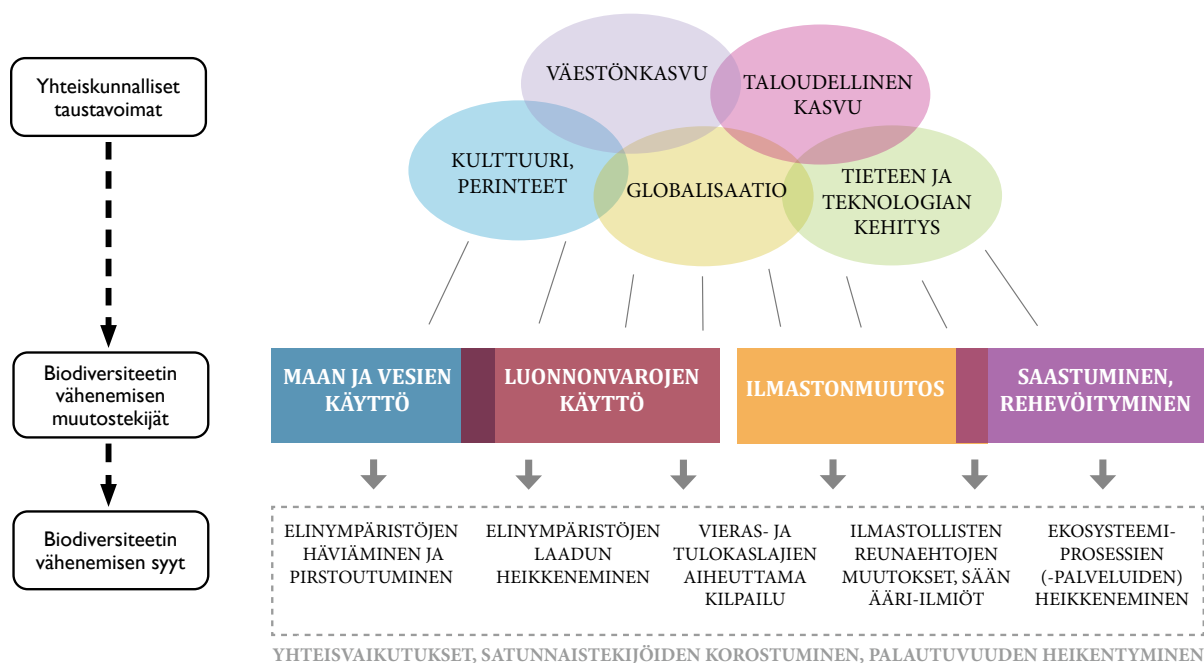 Yhteiskunnalliset
taustavoimat
VÄESTÖNKASVU
TALOUDELLINEN
KASVU
KULTTUURI,
PERINTEET
GLOBALISAATIO
TIETEEN JA
TEKNOLOGIAN
KEHITYS
Biodiversiteetin
vähenemisen
muutostekijät
MAAN JA VESIEN
KÄYTTÖ
LUONNONVAROJEN
KÄYTTÖ
ILMASTONMUUTOS
SAASTUMINEN,
REHEVÖITYMINEN
Biodiversiteetin
vähenemisen syyt
ELINYMPÄRISTÖJEN
HÄVIÄMINEN JA
PIRSTOUTUMINEN
ELINYMPÄRISTÖJEN
LAADUN
HEIKKENEMINEN
VIERAS- JA
TULOKASLAJIEN
AIHEUTTAMA
KILPAILU
ILMASTOLLISTEN
REUNAEHTOJEN
MUUTOKSET, SÄÄN
ÄÄRI-ILMIÖT
EKOSYSTEEMI-
PROSESSIEN
(-PALVELUIDEN)
HEIKKENEMINEN
YHTEISVAIKUTUKSET, SATUNNAISTEKIJÖIDEN KOROSTUMINEN, PALAUTUVUUDEN HEIKENTYMINEN